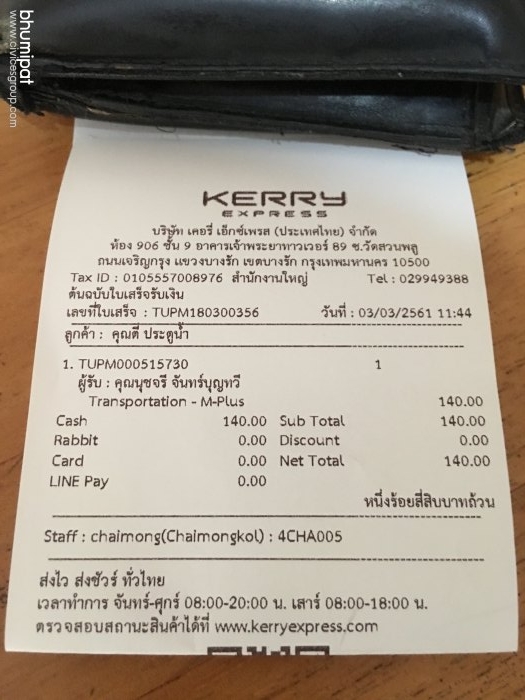 bhumipat
www.civicesgroup.com
KERRY
EXPRESS
บริษัท เคอรี่ เอ็กซ์เพรส (ประเทศไทย) จำกัด
ห้อง 906 ชั้น 9 อาคารเจ้าพระยาทาวเวอร์ 89 ซ.วัดสวนพลู
ถนนเจริญกรุง แขวงบางรัก เขตบางรัก กรุงเทพมหานคร 10500
Tax ID : 0105557008976 สำนักงานใหญ่ Tel : 029949388
ต้นฉบับใบเสร็จรับเงิน
เลขที่ใบเสร็จ : TUPM180300356 วันที่ : 03/03/2561 11:44
ลูกค้า : คุณดี ประตูน้ำ
1. TUPM000515730 1
ผู้รับ : คุณนุชจรี จันทร์บุญทวี
Transportation - M-Plus 140.00
Cash 140.00 Sub Total 140.00
Rabbit 0.00 Discount 0.00
Card 0.00 Net Total 140.00
LINE Pay 0.00
หนึ่งร้อยสี่สิบบาทถ้วน
Staff : chaimong(Chaimongkol) : 4CHA005
ส่งไว ส่งชัวร์ ทั่วไทย
เวลาทำการ จันทร์-ศุกร์ 08:00-20:00 น. เสาร์ 08:00-18:00 น.
ตรวจสอบสถานะสินค้าได้ที่ www.kerryexpress.com